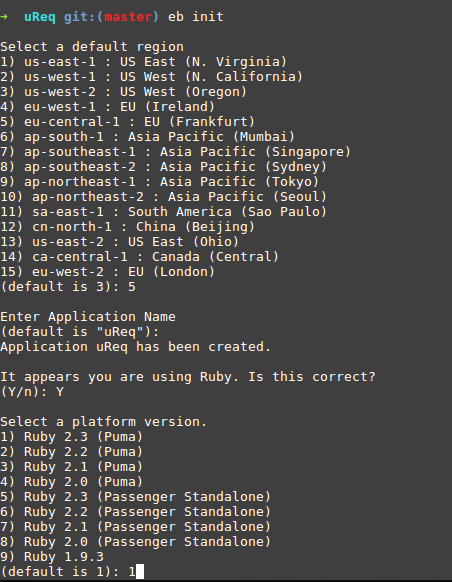 → uReq git:(master) eb init
Select a default region
1) us-east-1 : US East (N. Virginia)
2) us-west-1 : US West (N. California)
3) us-west-2 : US West (Oregon)
4) eu-west-1 : EU (Ireland)
5) eu-central-1 : EU (Frankfurt)
6) ap-south-1 : Asia Pacific (Mumbai)
7) ap-southeast-1 : Asia Pacific (Singapore)
8) ap-southeast-2 : Asia Pacific (Sydney)
9) ap-northeast-1 : Asia Pacific (Tokyo)
10) ap-northeast-2 : Asia Pacific (Seoul)
11) sa-east-1 : South America (Sao Paulo)
12) cn-north-1 : China (Beijing)
13) us-east-2 : US East (Ohio)
14) ca-central-1 : Canada (Central)
15) eu-west-2 : EU (London)
(default is 3): 5
Enter Application Name
(default is "uReq"):
Application uReq has been created.
It appears you are using Ruby. Is this correct?
(Y/n): Y
Select a platform version.
1) Ruby 2.3 (Puma)
2) Ruby 2.2 (Puma)
3) Ruby 2.1 (Puma)
4) Ruby 2.0 (Puma)
5) Ruby 2.3 (Passenger Standalone)
6) Ruby 2.2 (Passenger Standalone)
7) Ruby 2.1 (Passenger Standalone)
8) Ruby 2.0 (Passenger Standalone)
9) Ruby 1.9.3
(default is 1): 1